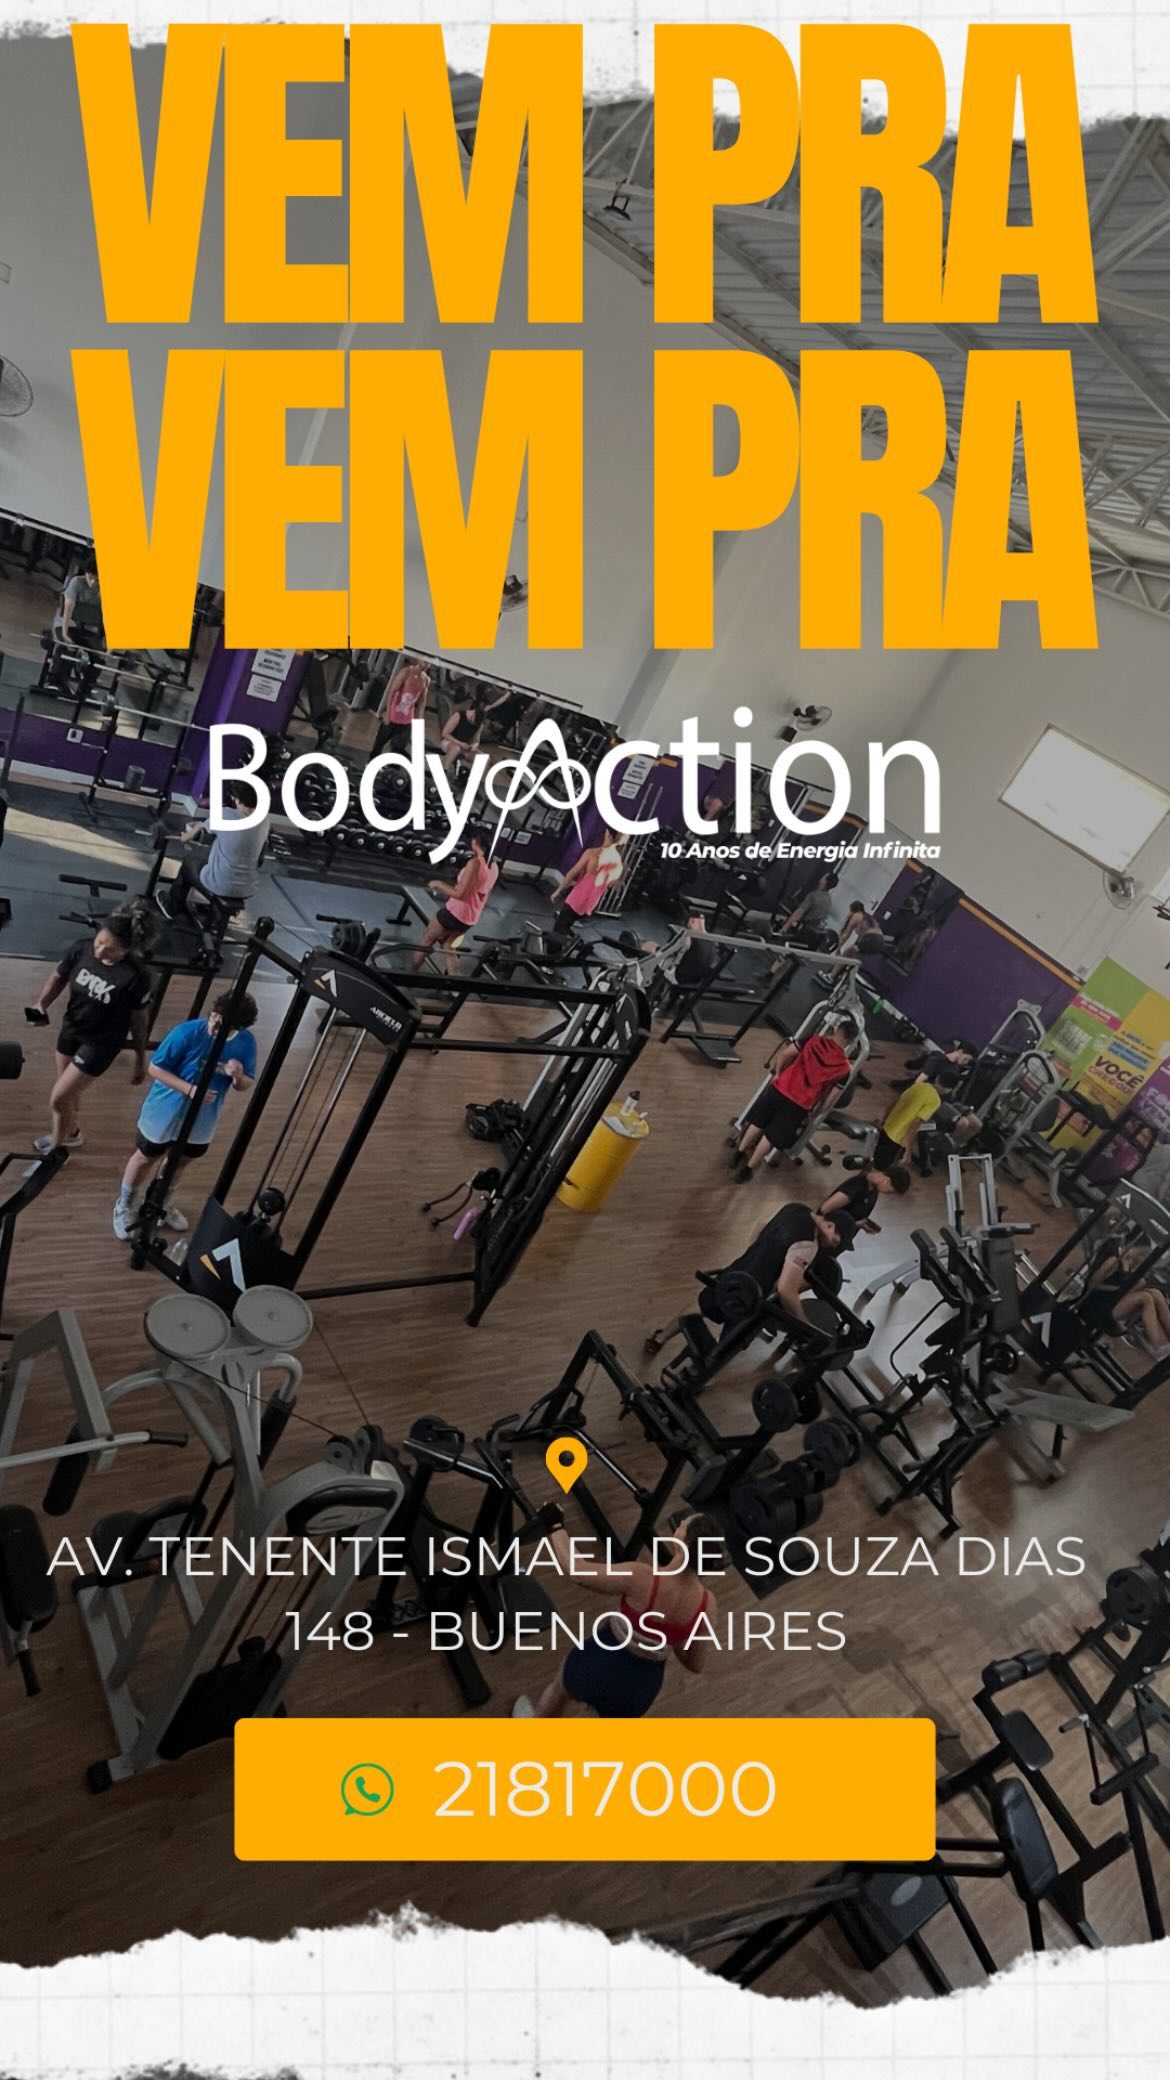 VEM PRA
VEM PRA
BodyAction
10 Anos de Energia Infinita
VOCÊ
AV. TENENTE ISMAEL DE SOUZA DIAS
148 - BUENOS AIRES
21817000